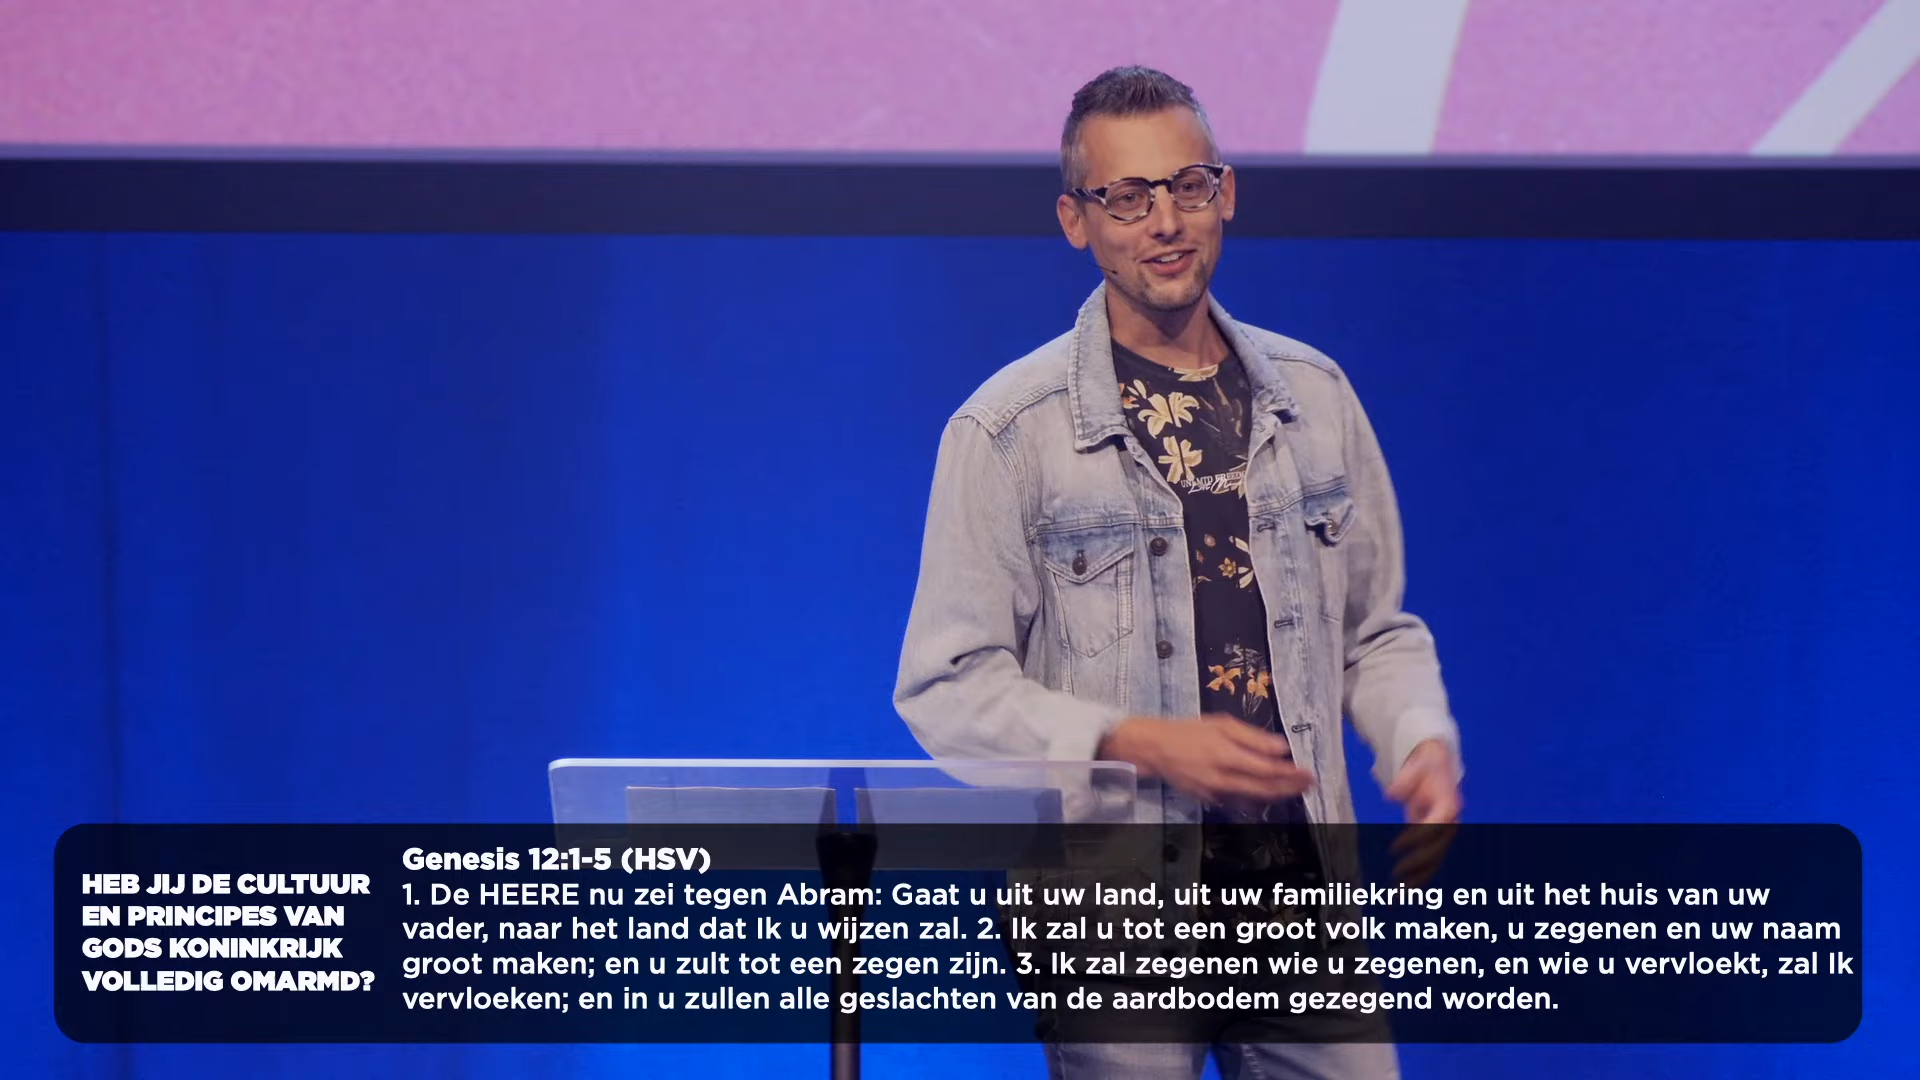 HEB JIJ DE CULTUUR
EN PRINCIPES VAN
GODS KONINKRIJK
VOLLEDIG OMARMD?
Genesis 12:1-5 (HSV)
1. De HEERE nu zei tegen Abram: Gaat u uit uw land, uit uw familiekring en uit het huis van uw
vader, naar het land dat Ik u wijzen zal. 2. Ik zal u tot een groot volk maken, u zegenen en uw naam
groot maken; en u zult tot een zegen zijn. 3. Ik zal zegenen wie u zegenen, en wie u vervloekt, zal Ik
vervloeken; en in u zullen alle geslachten van de aardbodem gezegend worden.